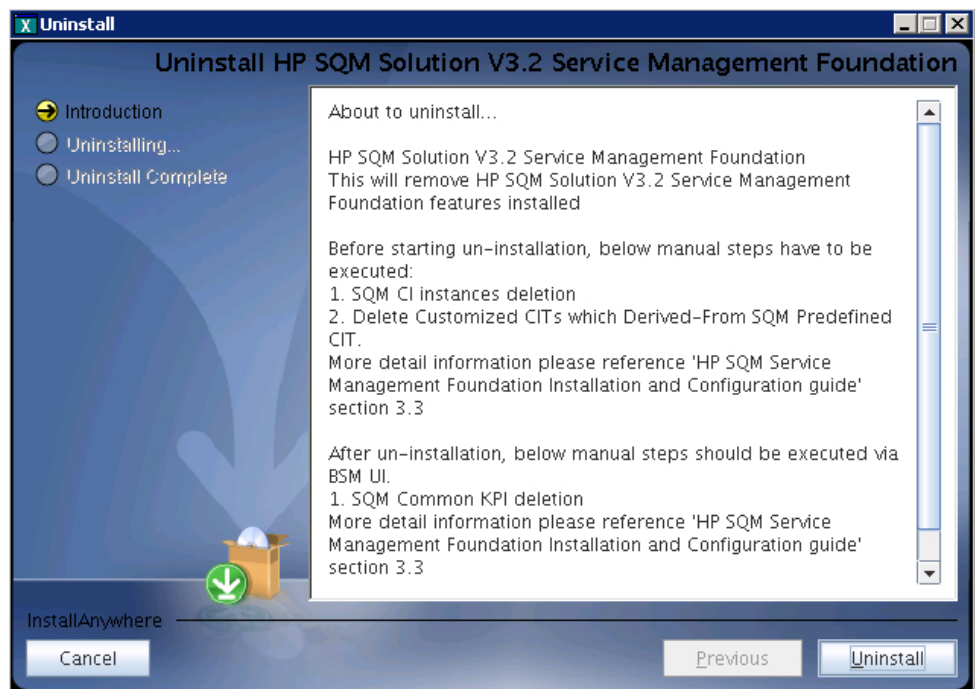 X Uninstall
Uninstall HP SQM Solution V3.2 Service Management Foundation
Introduction
Uninstalling...
Uninstall Complete
About to uninstall...
HP SQM Solution V3.2 Service Management Foundation
This will remove HP SQM Solution V3.2 Service Management
Foundation features installed
Before starting un-installation, below manual steps have to be
executed:
1. SQM CI instances deletion
2. Delete Customized CITs which Derived-From SQM Predefined
CIT.
More detail information please reference 'HP SQM Service
Management Foundation Installation and Configuration guide'
section 3.3
After un-installation, below manual steps should be executed via
BSM UI.
1. SQM Common KPI deletion
More detail information please reference 'HP SQM Service
Management Foundation Installation and Configuration guide'
section 3.3
InstallAnywhere
Cancel
Previous
Uninstall